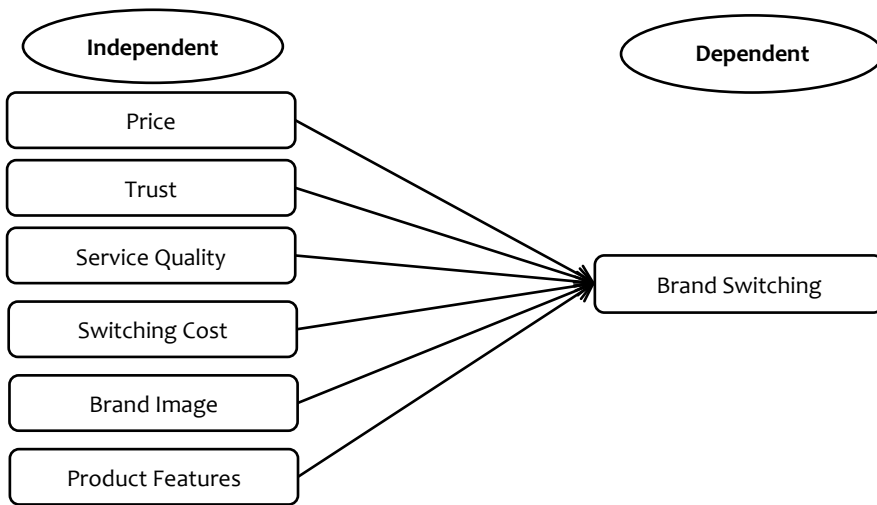 Independent
Dependent
Price
Trust
Service Quality
Brand Switching
Switching Cost
Brand Image
Product Features